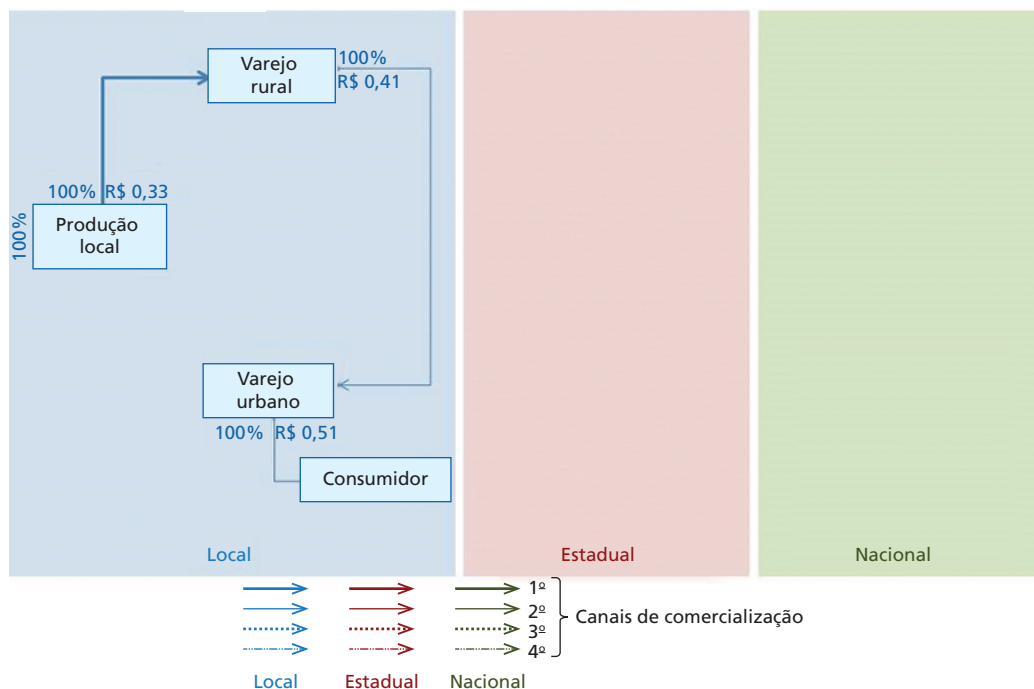 Varejo
rural
100%
R$ 0,41
100% R$ 0,33
100%
Produção
local
Varejo
urbano
100% R$ 0,51
Consumidor
Local
Estadual
Nacional
1º
2º
3º
4º
Canais de comercialização
Local
Estadual
Nacional